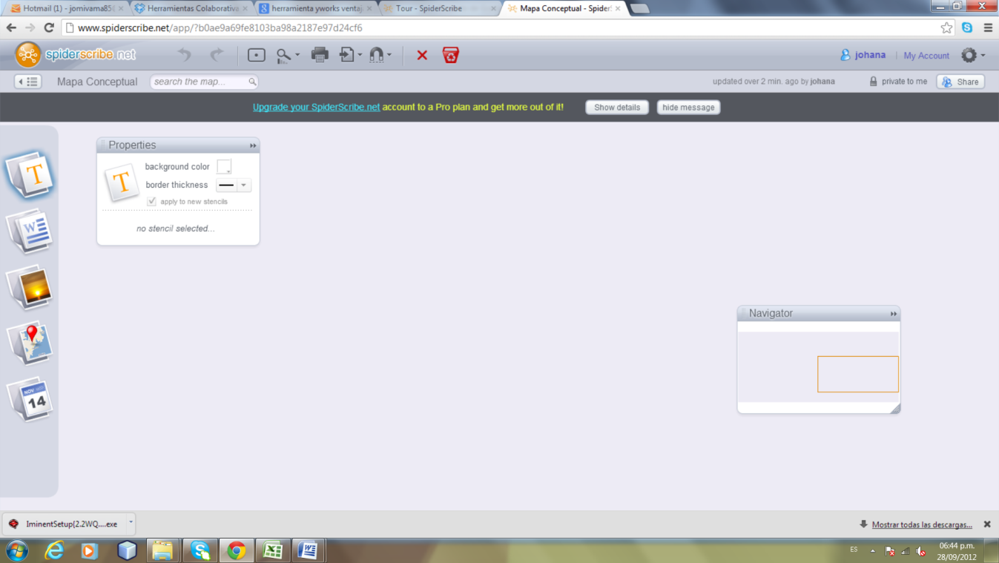 Hotmail (1) - jomivama85@
Herramientas Colaborativa
herramienta yworks ventaj
Tour - SpiderScribe
Mapa Conceptual - SpiderS
www.spiderscribe.net/app/?b0ae9a69fe8103ba98a2187e97d24cf6
spiderscribe.net
johana
My Account
Mapa Conceptual
search the map...
updated over 2 min. ago by johana
private to me
Share
Upgrade your SpiderScribe.net account to a Pro plan and get more out of it!
Show details
hide message
Properties
T
T
background color
border thickness
apply to new stencils
no stencil selected...
W
NOV
14
Navigator
IminentSetup{2.2WQ....exe
Mostrar todas las descargas...
ES
06:44 p.m.
28/09/2012